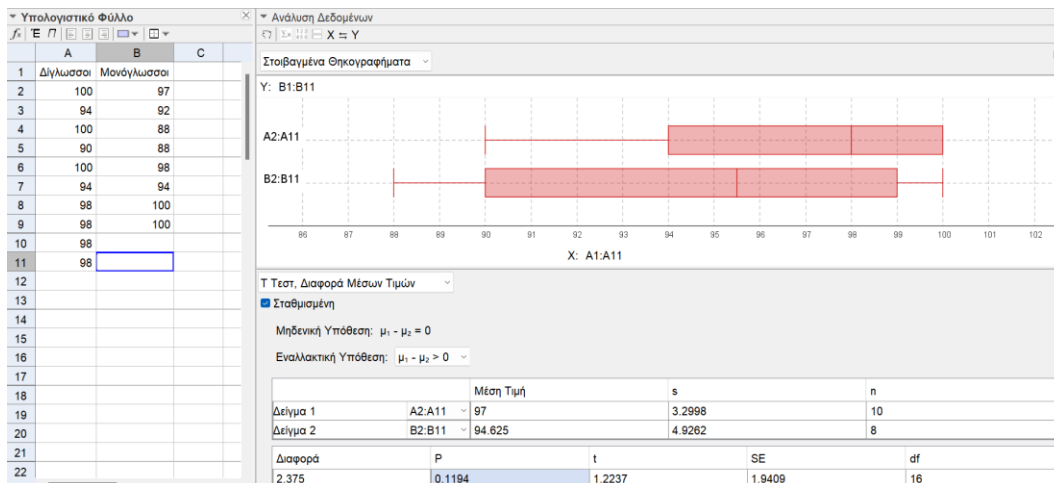 Υπολογιστικό Φύλλο
A B C
1 Δίγλωσσοι Μονόγλωσσοι
2 100 97
3 94 92
4 100 88
5 90 88
6 100 98
7 94 94
8 98 100
9 98 100
10 98
11 98
12
13
14
15
16
17
18
19
20
21
22
Ανάλυση Δεδομένων
X ⇆ Y
Στοιβαγμένα Θηκογραφήματα
Y: B1:B11
A2:A11
B2:B11
86 87 88 89 90 91 92 93 94 95 96 97 98 99 100 101 102
X: A1:A11
Τ Τεστ, Διαφορά Μέσων Τιμών
Σταθμισμένη
Μηδενική Υπόθεση: μ₁ - μ₂ = 0
Εναλλακτική Υπόθεση: μ₁ - μ₂ > 0
Μέση Τιμή s n
Δείγμα 1 A2:A11 97 3.2998 10
Δείγμα 2 B2:B11 94.625 4.9262 8
Διαφορά P t SE df
2.375 0.1194 1.2237 1.9409 16